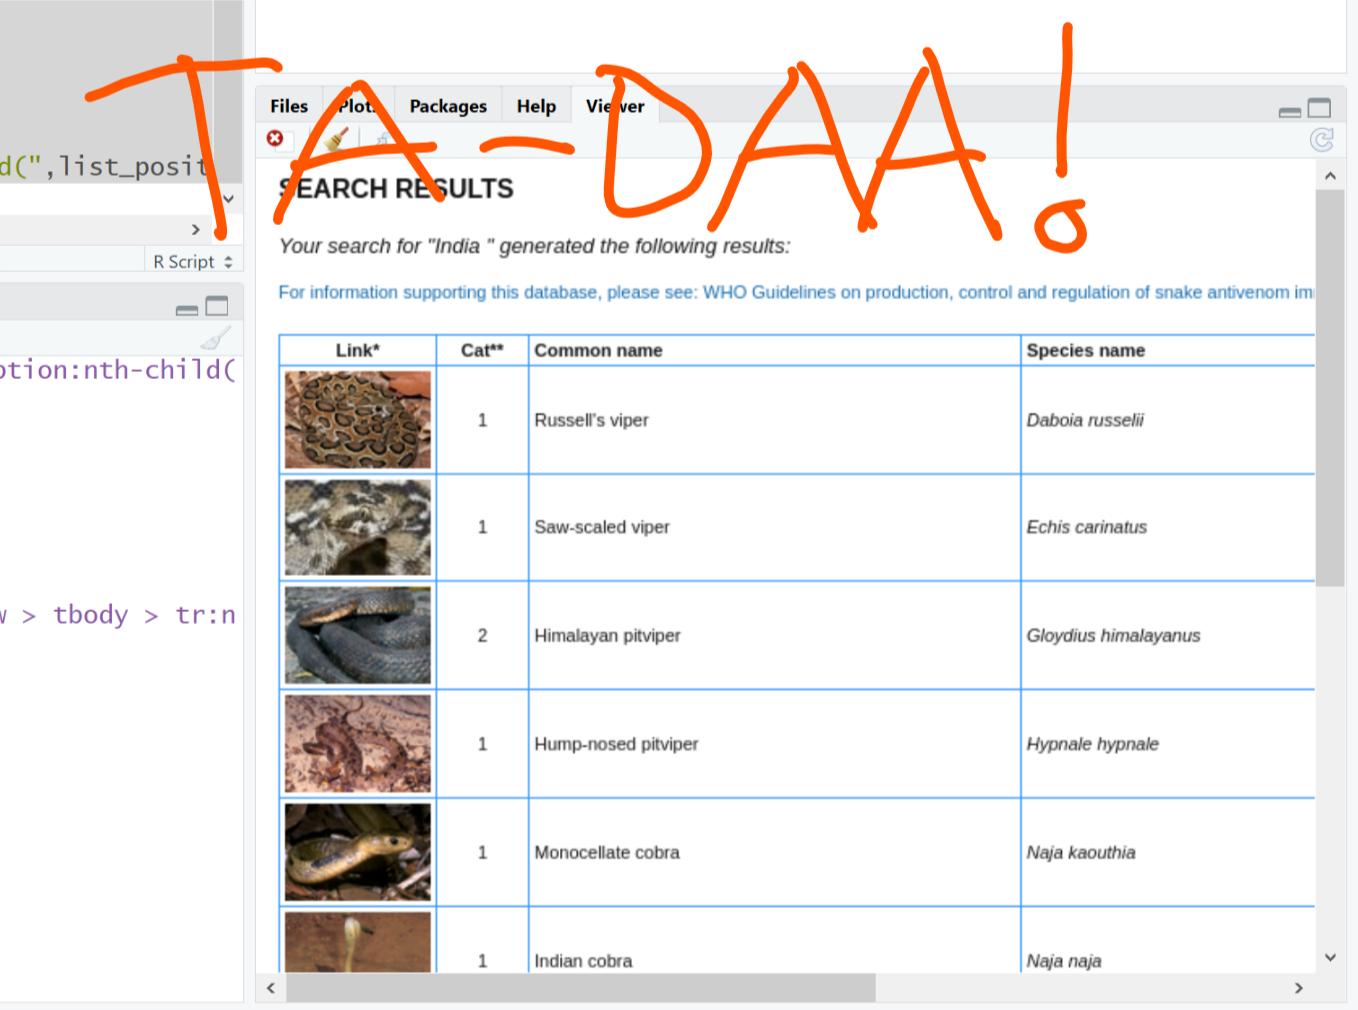 TA-DAA!
Files Plots Packages Help Viewer
d(",list_posit
SEARCH RESULTS
R Script
Your search for "India " generated the following results:
For information supporting this database, please see: WHO Guidelines on production, control and regulation of snake antivenom im
ption:nth-child(
Link* Cat** Common name Species name
1 Russell's viper Daboia russelii
1 Saw-scaled viper Echis carinatus
w > tbody > tr:n
2 Himalayan pitviper Gloydius himalayanus
1 Hump-nosed pitviper Hypnale hypnale
1 Monocellate cobra Naja kaouthia
1 Indian cobra Naja naja